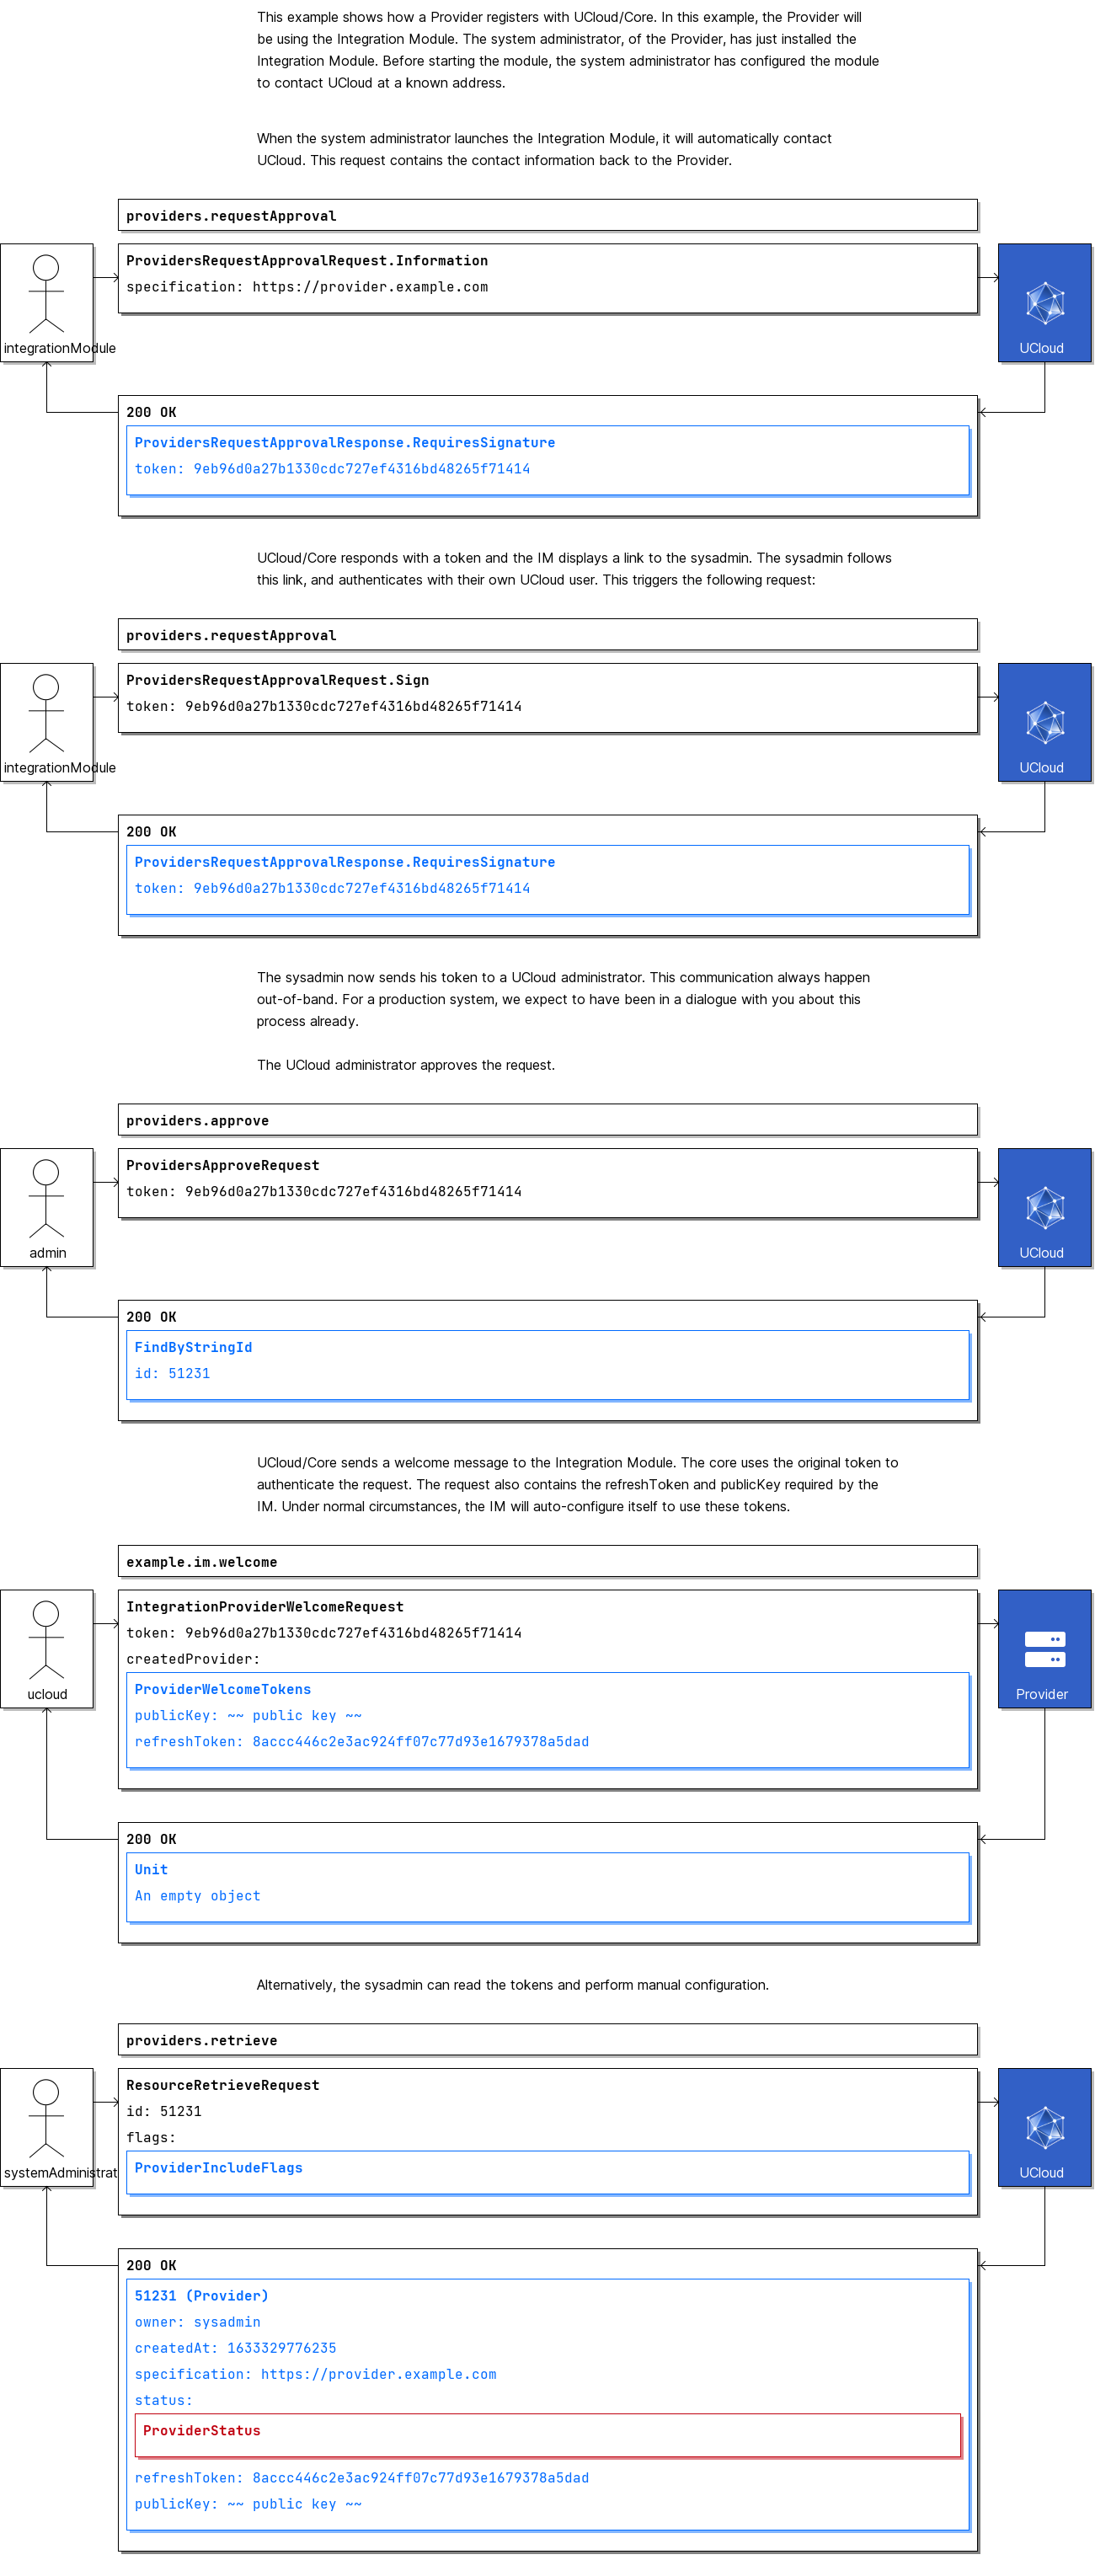 This example shows how a Provider registers with UCloud/Core. In this example, the Provider will
be using the Integration Module. The system administrator, of the Provider, has just installed the
Integration Module. Before starting the module, the system administrator has configured the module
to contact UCloud at a known address.
When the system administrator launches the Integration Module, it will automatically contact
UCloud. This request contains the contact information back to the Provider.
providers.requestApproval
ProvidersRequestApprovalRequest.Information
specification: https://provider.example.com
integrationModule
UCloud
200 OK
ProvidersRequestApprovalResponse.RequiresSignature
token: 9eb96d0a27b1330cdc727ef4316bd48265f71414
UCloud/Core responds with a token and the IM displays a link to the sysadmin. The sysadmin follows
this link, and authenticates with their own UCloud user. This triggers the following request:
providers.requestApproval
ProvidersRequestApprovalRequest.Sign
token: 9eb96d0a27b1330cdc727ef4316bd48265f71414
integrationModule
UCloud
200 OK
ProvidersRequestApprovalResponse.RequiresSignature
token: 9eb96d0a27b1330cdc727ef4316bd48265f71414
The sysadmin now sends his token to a UCloud administrator. This communication always happen
out-of-band. For a production system, we expect to have been in a dialogue with you about this
process already.
The UCloud administrator approves the request.
providers.approve
ProvidersApproveRequest
token: 9eb96d0a27b1330cdc727ef4316bd48265f71414
admin
UCloud
200 OK
FindByStringId
id: 51231
UCloud/Core sends a welcome message to the Integration Module. The core uses the original token to
authenticate the request. The request also contains the refreshToken and publicKey required by the
IM. Under normal circumstances, the IM will auto-configure itself to use these tokens.
example.im.welcome
IntegrationProviderWelcomeRequest
token: 9eb96d0a27b1330cdc727ef4316bd48265f71414
createdProvider:
ProviderWelcomeTokens
publicKey: ~~ public key ~~
refreshToken: 8accc446c2e3ac924ff07c77d93e1679378a5dad
ucloud
Provider
200 OK
Unit
An empty object
Alternatively, the sysadmin can read the tokens and perform manual configuration.
providers.retrieve
ResourceRetrieveRequest
id: 51231
flags:
ProviderIncludeFlags
systemAdministrat
UCloud
200 OK
51231 (Provider)
owner: sysadmin
createdAt: 1633329776235
specification: https://provider.example.com
status:
ProviderStatus
refreshToken: 8accc446c2e3ac924ff07c77d93e1679378a5dad
publicKey: ~~ public key ~~